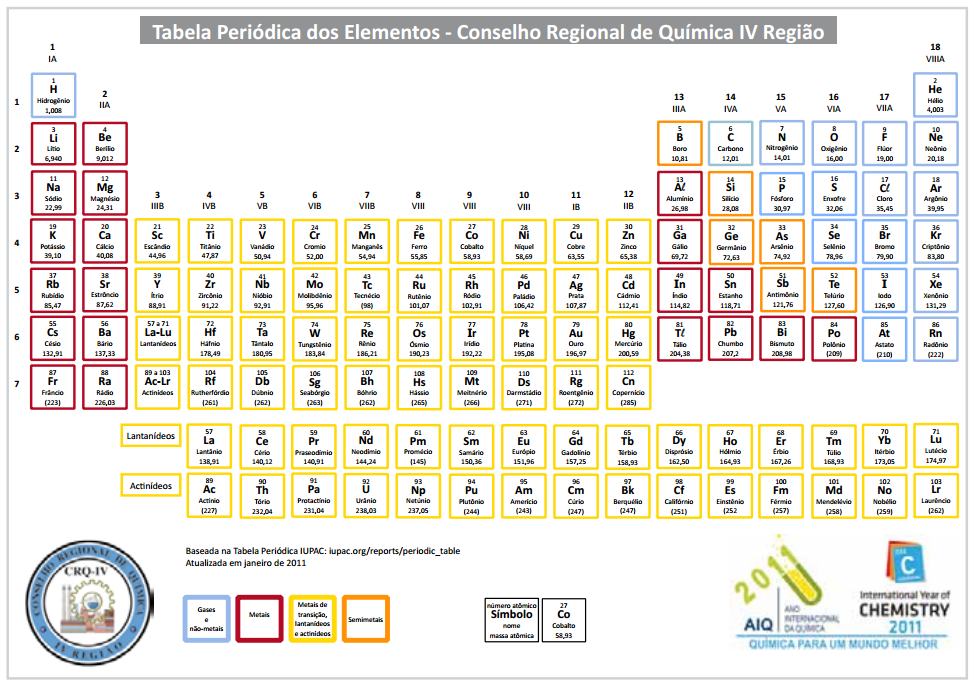 Tabela Periódica dos Elementos - Conselho Regional de Química IV Região
1 18
IA VIIIA
1 2
H He
Hidrogênio Hélio
1,008 4,003
2 13 14 15 16 17
IIA IIIA IVA VA VIA VIIA
1
3 4 5 6 7 8 9 10
Li Be B C N O F Ne
Lítio Berílio Boro Carbono Nitrogênio Oxigênio Flúor Neônio
6,940 9,012 10,81 12,01 14,01 16,00 19,00 20,18
2
11 12 13 14 15 16 17 18
Na Mg Aℓ Si P S Cℓ Ar
Sódio Magnésio Alumínio Silício Fósforo Enxofre Cloro Argônio
22,99 24,31 26,98 28,08 30,97 32,06 35,45 39,95
3
3 4 5 6 7 8 9 10 11 12
IIIB IVB VB VIB VIIB VIII VIII VIII IB IIB
19 20 21 22 23 24 25 26 27 28 29 30 31 32 33 34 35 36
K Ca Sc Ti V Cr Mn Fe Co Ni Cu Zn Ga Ge As Se Br Kr
Potássio Cálcio Escândio Titânio Vanádio Cromio Manganês Ferro Cobalto Níquel Cobre Zinco Gálio Germânio Arsênio Selênio Bromo Criptônio
39,10 40,08 44,96 47,87 50,94 52,00 54,94 55,85 58,93 58,69 63,55 65,38 69,72 72,63 74,92 78,96 79,90 83,80
4
37 38 39 40 41 42 43 44 45 46 47 48 49 50 51 52 53 54
Rb Sr Y Zr Nb Mo Tc Ru Rh Pd Ag Cd In Sn Sb Te I Xe
Rubídio Estrôncio Ítrio Zircônio Nióbio Molibdênio Tecnécio Rutênio Ródio Paládio Prata Cádmio Índio Estanho Antimônio Telúrio Iodo Xenônio
85,47 87,62 88,91 91,22 92,91 95,96 (98) 101,07 102,91 106,42 107,87 112,41 114,82 118,71 121,76 127,60 126,90 131,29
5
55 56 57 a 71 72 73 74 75 76 77 78 79 80 81 82 83 84 85 86
Cs Ba La-Lu Hf Ta W Re Os Ir Pt Au Hg Tℓ Pb Bi Po At Rn
Césio Bário Lantanídeos Háfnio Tântalo Tungstênio Rênio Ósmio Irídio Platina Ouro Mercúrio Tálio Chumbo Bismuto Polônio Astato Radônio
132,91 137,33 178,49 180,95 183,84 186,21 190,23 192,22 195,08 196,97 200,59 204,38 207,2 208,98 (209) (210) (222)
6
87 88 89 a 103 104 105 106 107 108 109 110 111 112
Fr Ra Ac-Lr Rf Db Sg Bh Hs Mt Ds Rg Cn
Frâncio Rádio Actinídeos Rutherfórdio Dúbnio Seabórgio Bóhrio Hássio Meitnério Darmstádio Roentgênio Copernício
(223) 226,03 (261) (262) (263) (262) (265) (266) (271) (272) (285)
7
Lantanídeos
57 58 59 60 61 62 63 64 65 66 67 68 69 70 71
La Ce Pr Nd Pm Sm Eu Gd Tb Dy Ho Er Tm Yb Lu
Lantânio Cério Praseodímio Neodímio Promécio Samário Európio Gadolínio Térbio Disprósio Hólmio Érbio Túlio Itérbio Lutécio
138,91 140,12 140,91 144,24 (145) 150,36 151,96 157,25 158,93 162,50 164,93 167,26 168,93 173,05 174,97
Actinídeos
89 90 91 92 93 94 95 96 97 98 99 100 101 102 103
Ac Th Pa U Np Pu Am Cm Bk Cf Es Fm Md No Lr
Actínio Tório Protactínio Urânio Netúnio Plutônio Amerício Cúrio Berquélio Califórnio Einstênio Férmio Mendelévio Nobélio Laurêncio
(227) 232,04 231,04 238,03 237,05 (244) (243) (247) (247) (251) (252 (257) (258) (259) (262)
Baseada na Tabela Periódica IUPAC: iupac.org/reports/periodic_table
Atualizada em janeiro de 2011
CONSELHO REGIONAL DE QUÍMICA
CRQ-IV
IV REGIÃO
Gases
e
não-metais
Metais
Metais de
transição,
lantanídeos
e actinídeos
Semimetais
número atômico
Símbolo
nome
massa atômica
27
Co
Cobalto
58,93
2011
AIQ
ANO
INTERNACIONAL
DA QUÍMICA
C
International Year of
CHEMISTRY
2011
QUÍMICA PARA UM MUNDO MELHOR